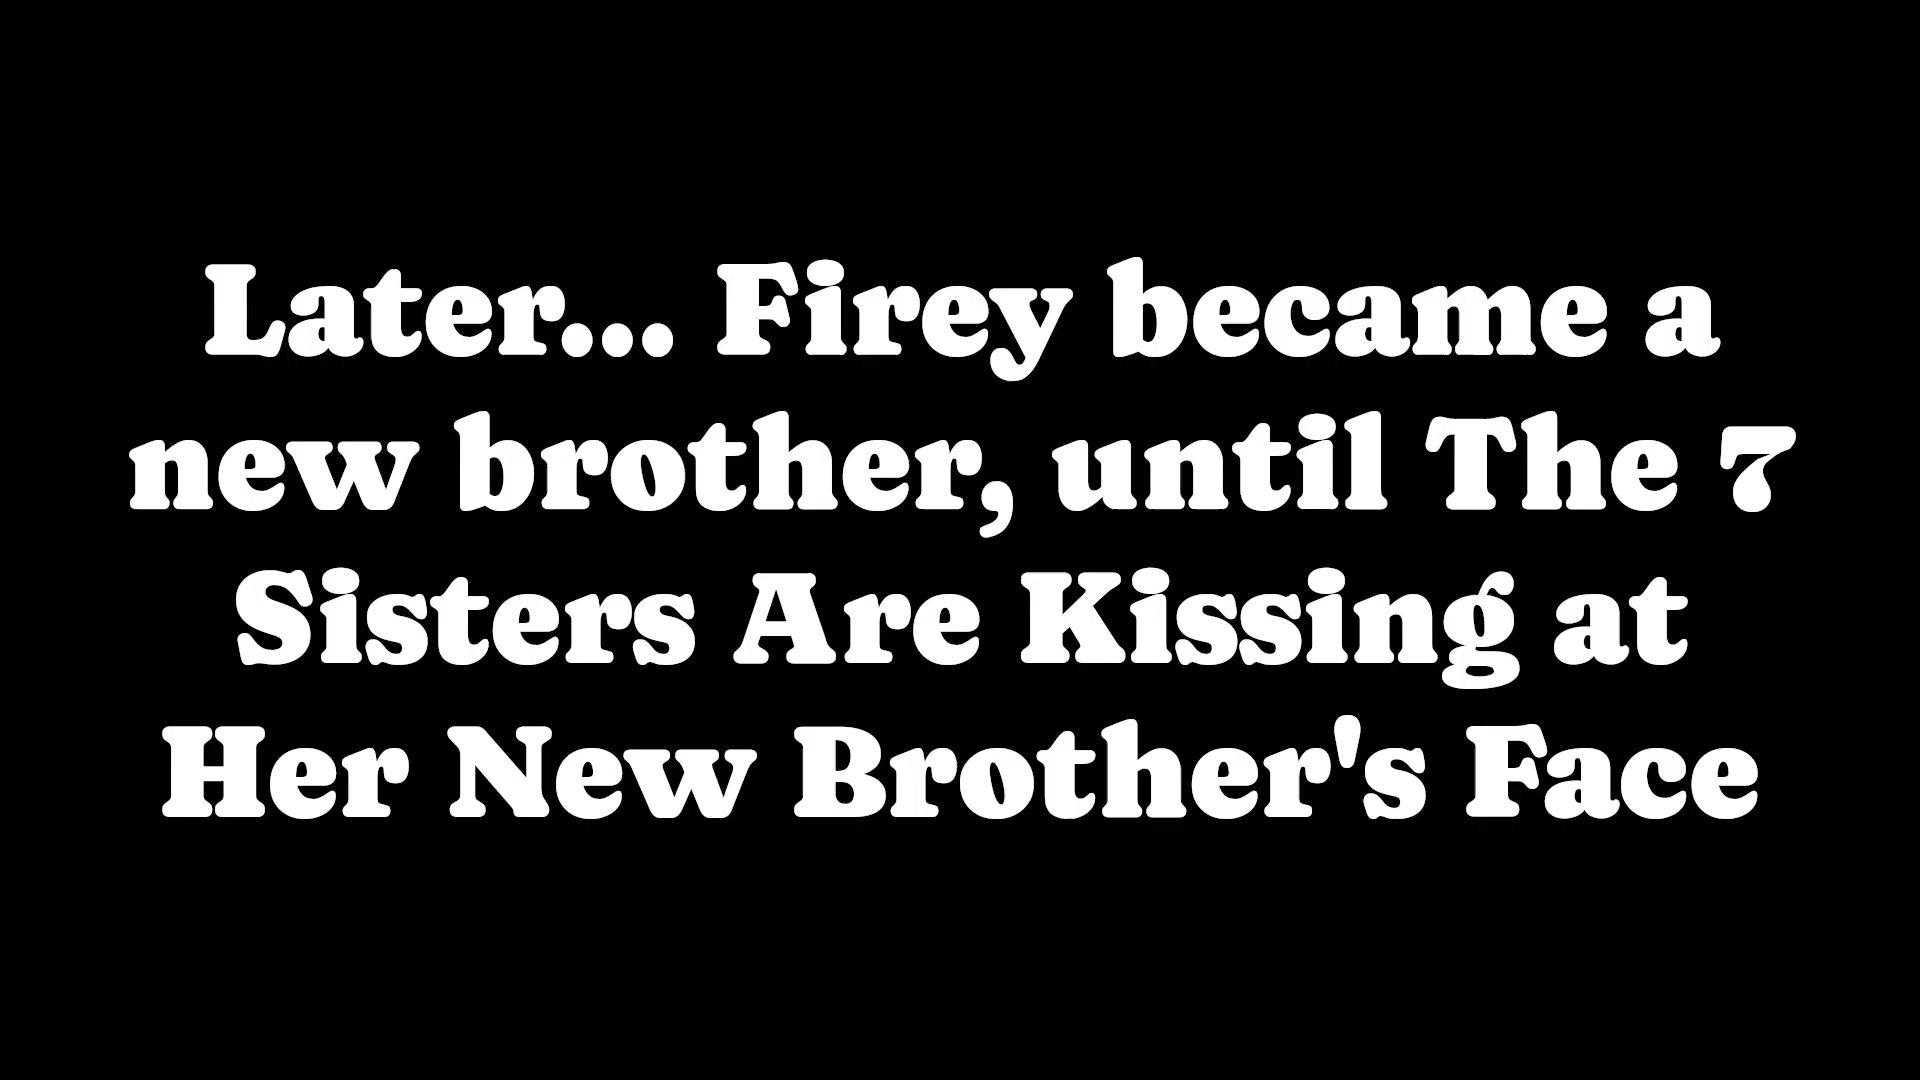 Later... Firey became a
new brother, until The 7
Sisters Are Kissing at
Her New Brother's Face